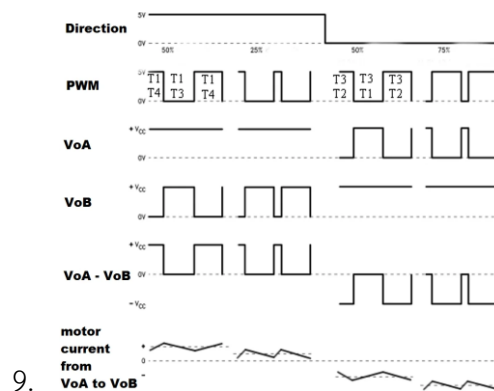 Direction
5V
0V
50% 25% 50% 75%
PWM
5V
0V
T1 T1 T1 T3 T3 T3
T4 T3 T4 T2 T1 T2
VoA
+ Vcc
0V
VoB
+ Vcc
0V
VoA - VoB
+ Vcc
0V
- Vcc
motor
current
from
VoA to VoB
+
0
-
9.